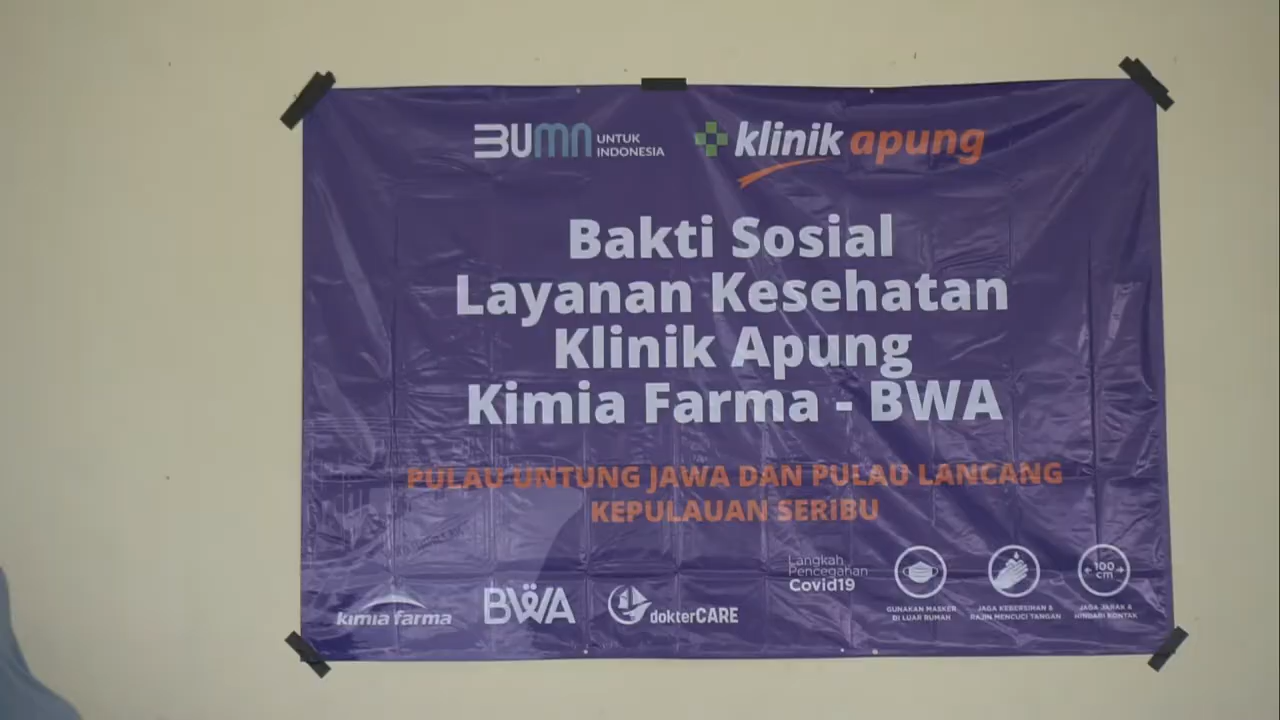 BUMN UNTUK INDONESIA
klinik apung
Bakti Sosial
Layanan Kesehatan
Klinik Apung
Kimia Farma - BWA
PULAU UNTUNG JAWA DAN PULAU LANCANG
KEPULAUAN SERIBU
kimia farma
BWA
dokterCARE
Langkah
Pencegahan
Covid19
GUNAKAN MASKER
DI LUAR RUMAH
JAGA KEBERSIHAN &
RAJIN MENCUCI TANGAN
100
cm
JAGA JARAK &
HINDARI KONTAK